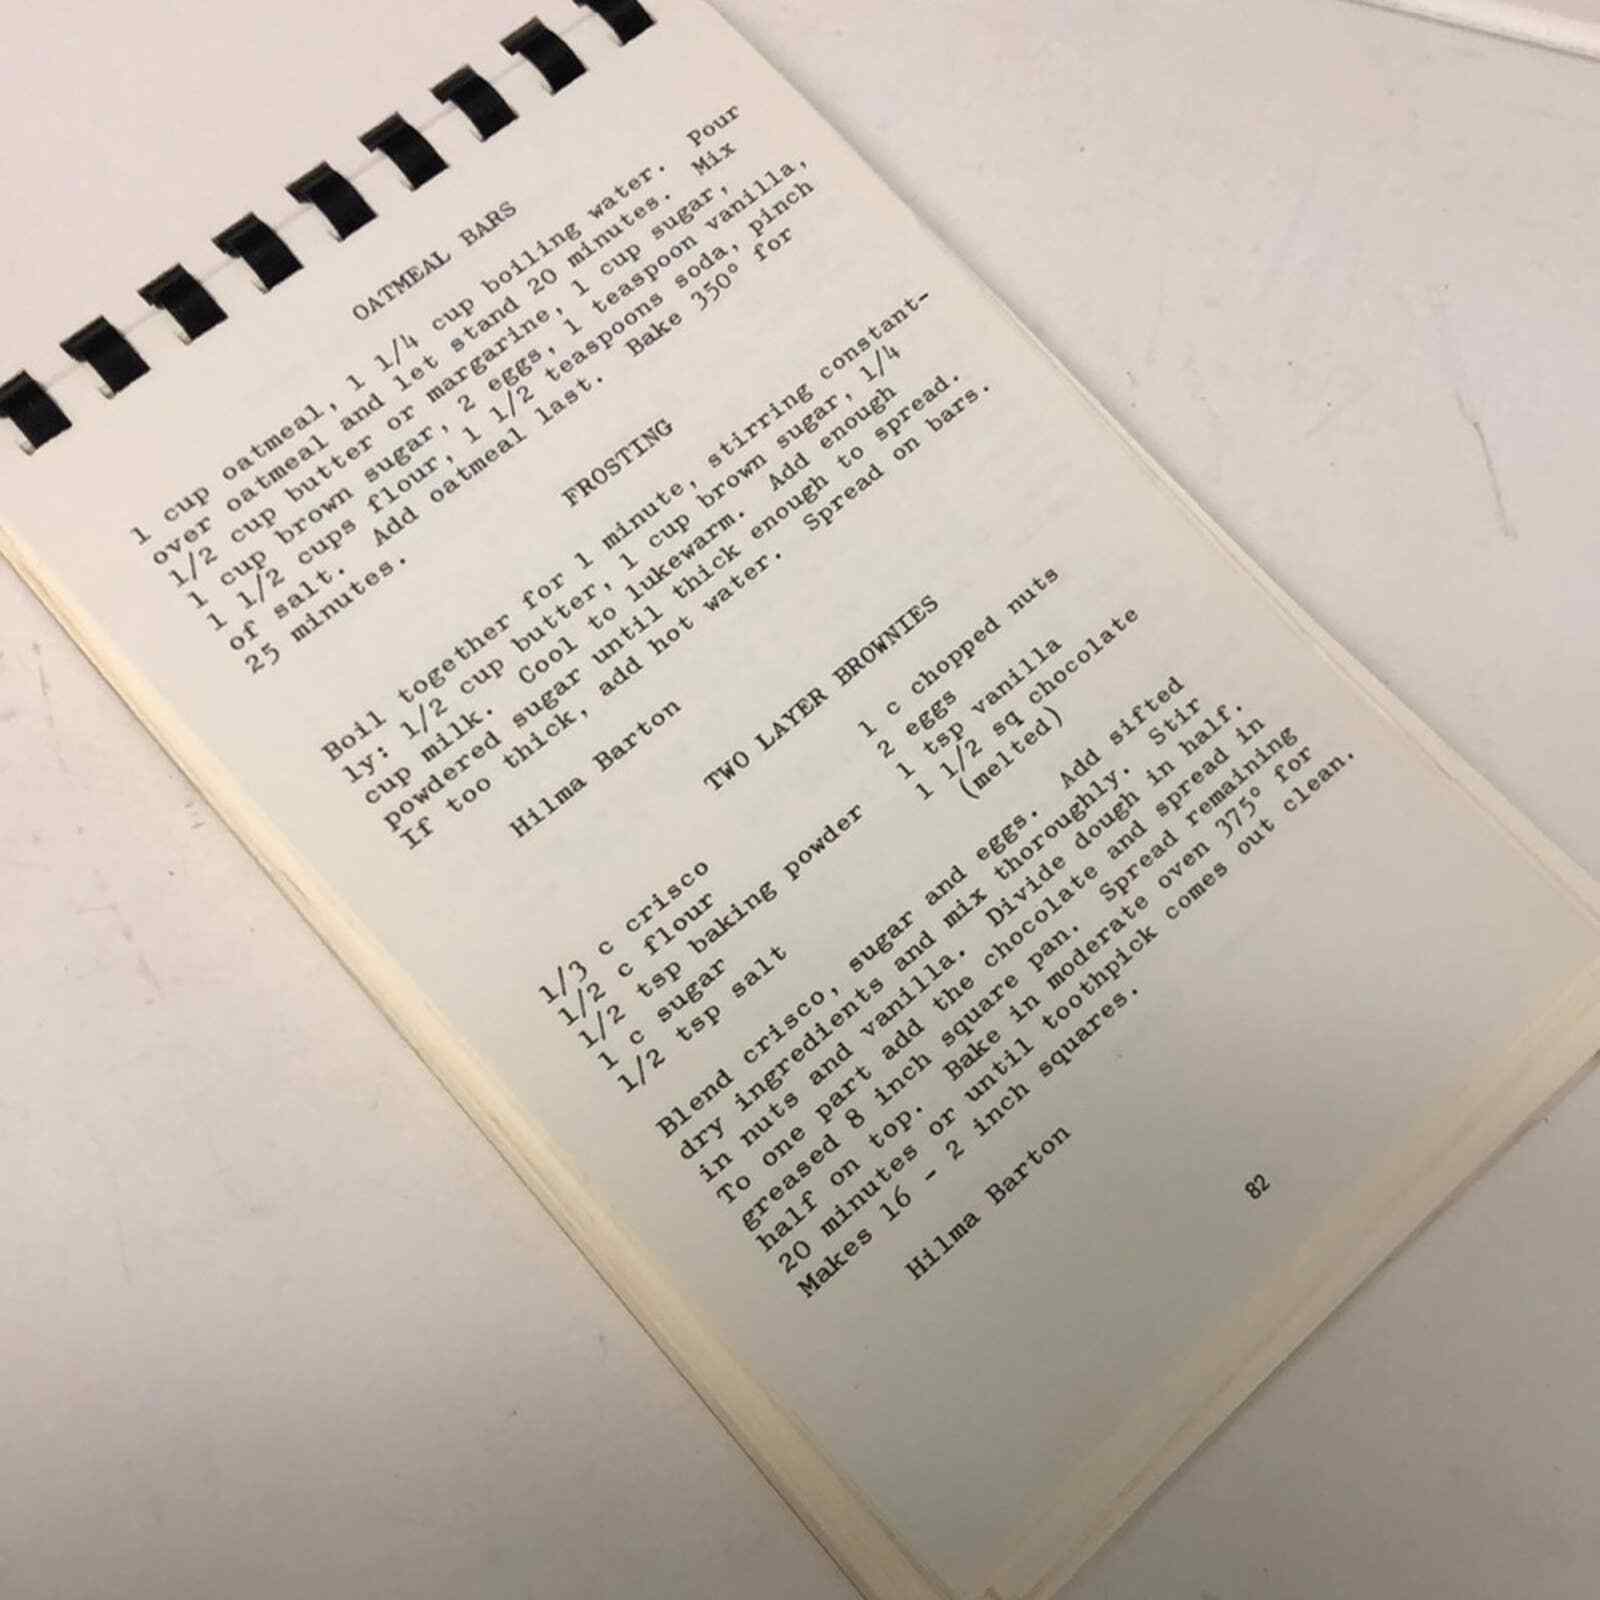 OATMEAL BARS
1 cup oatmeal, 1 1/4 cup boiling water. Pour
over oatmeal and let stand 20 minutes. Mix
1/2 cup butter or margarine, 1 cup sugar,
1 cup brown sugar, 2 eggs, 1 teaspoon vanilla,
1 1/2 cups flour, 1 1/2 teaspoons soda, pinch
of salt. Add oatmeal last. Bake 350° for
25 minutes.
FROSTING
Boil together for 1 minute, stirring constant-
ly: 1/2 cup butter, 1 cup brown sugar, 1/4
cup milk. Cool to lukewarm. Add enough
powdered sugar until thick enough to spread.
If too thick, add hot water. Spread on bars.
Hilma Barton
TWO LAYER BROWNIES
1/3 c crisco
1/2 c flour
1/2 tsp baking powder
1 c sugar
1/2 tsp salt
1 c chopped nuts
2 eggs
1 tsp vanilla
1 1/2 sq chocolate
(melted)
Blend crisco, sugar and eggs. Add sifted
dry ingredients and mix thoroughly. Stir
in nuts and vanilla. Divide dough in half.
To one part add the chocolate and spread in
greased 8 inch square pan. Spread remaining
half on top. Bake in moderate oven 375° for
20 minutes or until toothpick comes out clean.
Makes 16 - 2 inch squares.
Hilma Barton
82